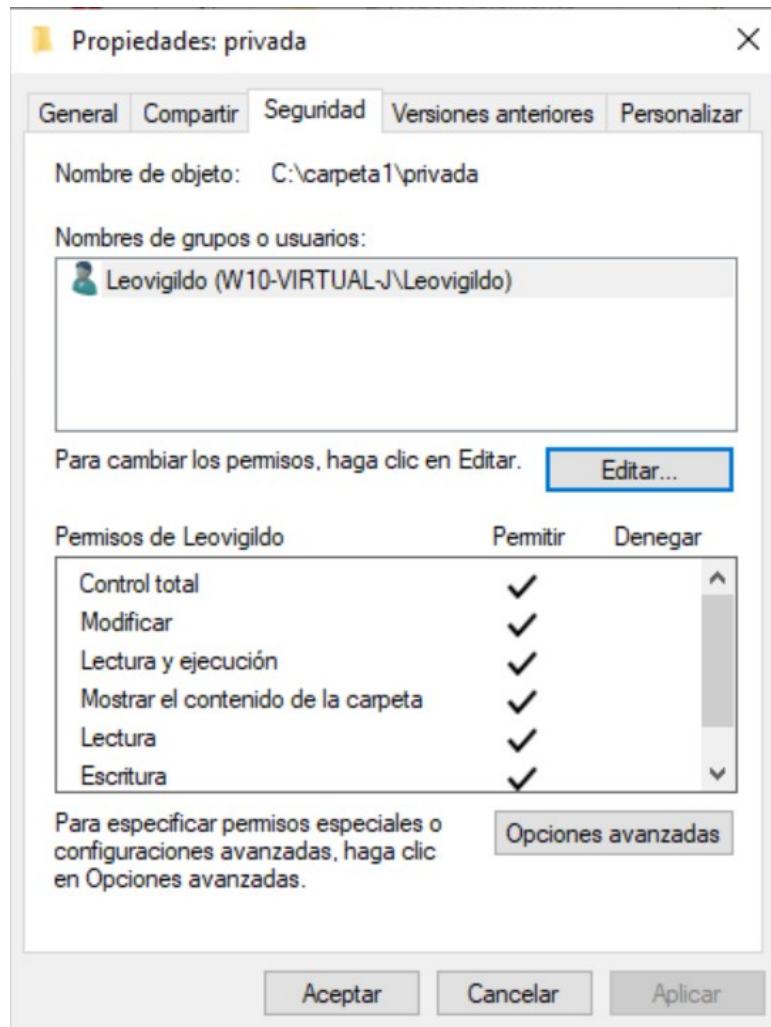 Propiedades: privada
General Compartir Seguridad Versiones anteriores Personalizar
Nombre de objeto: C:\carpeta1\privada
Nombres de grupos o usuarios:
Leovigildo (W10-VIRTUAL-J\Leovigildo)
Para cambiar los permisos, haga clic en Editar. Editar...
Permisos de Leovigildo Permitir Denegar
Control total
Modificar
Lectura y ejecución
Mostrar el contenido de la carpeta
Lectura
Escritura
Para especificar permisos especiales o
configuraciones avanzadas, haga clic
en Opciones avanzadas.
Opciones avanzadas
Aceptar Cancelar Aplicar